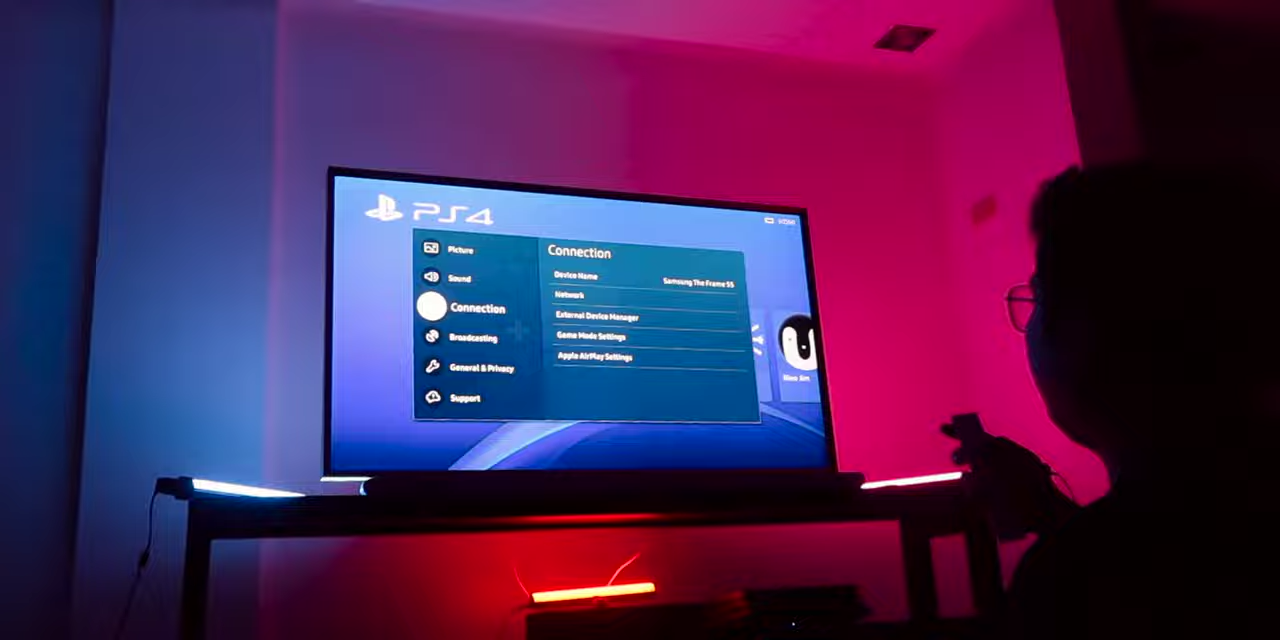 PS4
HDMI
Picture
Sound
Connection
Broadcasting
General & Privacy
Support
Connection
Device Name
Samsung The Frame 55
Network
External Device Manager
Game Mode Settings
Apple AirPlay Settings